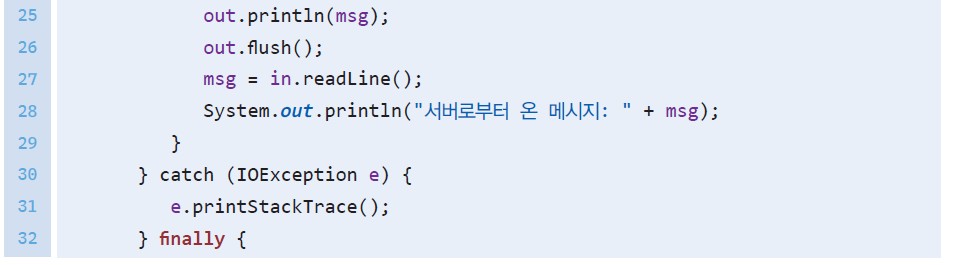 25 out.println(msg);
26 out.flush();
27 msg = in.readLine();
28 System.out.println("서버로부터 온 메시지: " + msg);
29 }
30 } catch (IOException e) {
31 e.printStackTrace();
32 } finally {